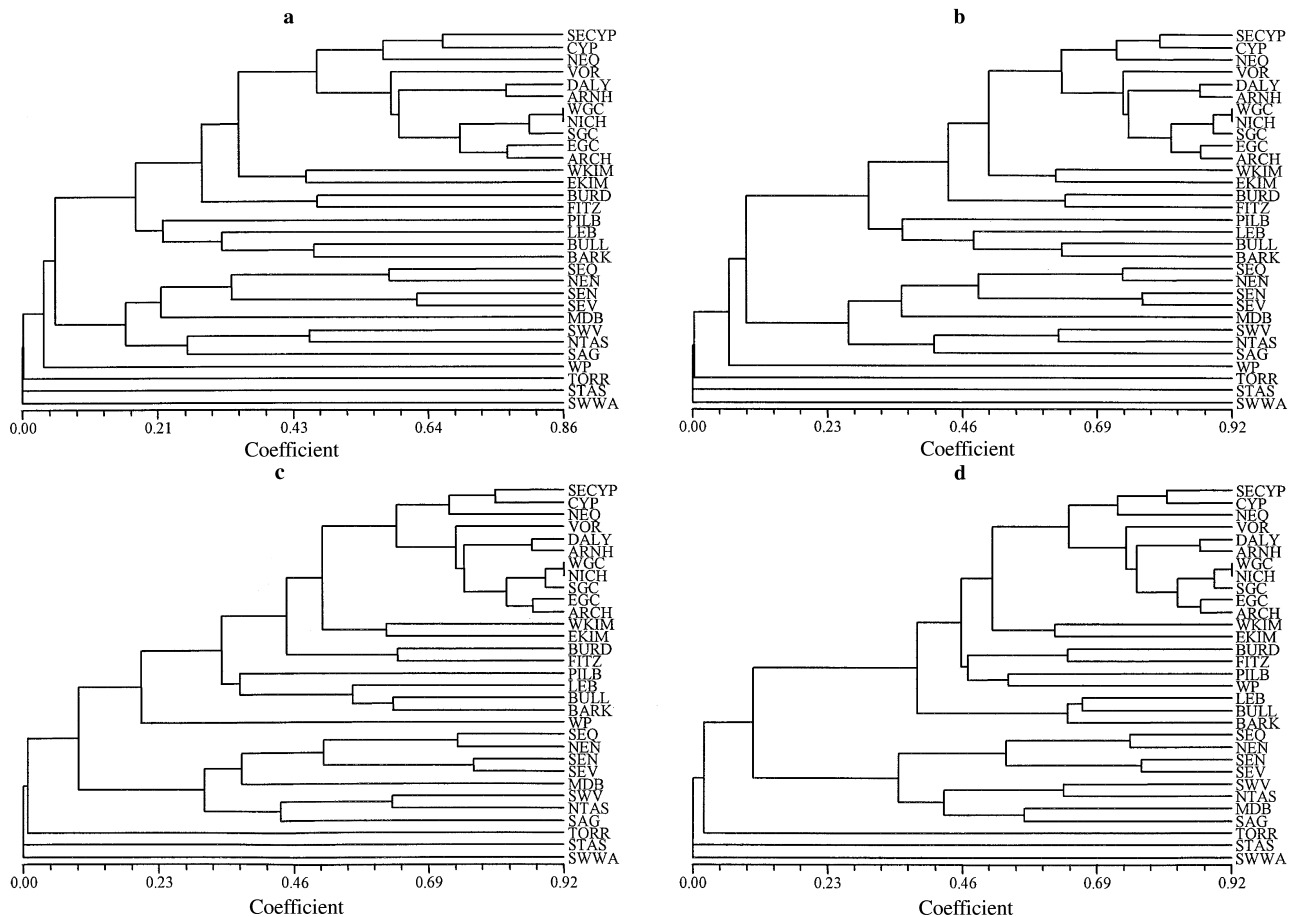 a
SECYP
CYP
NEQ
VOR
DALY
ARNH
WGC
NICH
SGC
EGC
ARCH
WKIM
EKIM
BURD
FITZ
PILB
LEB
BULL
BARK
SEQ
NEN
SEN
SEV
MDB
SWV
NTAS
SAG
WP
TORR
STAS
SWWA
0.00 0.21 0.43 0.64 0.86
Coefficient
b
SECYP
CYP
NEQ
VOR
DALY
ARNH
WGC
NICH
SGC
EGC
ARCH
WKIM
EKIM
BURD
FITZ
PILB
LEB
BULL
BARK
SEQ
NEN
SEN
SEV
MDB
SWV
NTAS
SAG
WP
TORR
STAS
SWWA
0.00 0.23 0.46 0.69 0.92
Coefficient
c
SECYP
CYP
NEQ
VOR
DALY
ARNH
WGC
NICH
SGC
EGC
ARCH
WKIM
EKIM
BURD
FITZ
PILB
LEB
BULL
BARK
WP
SEQ
NEN
SEN
SEV
MDB
SWV
NTAS
SAG
TORR
STAS
SWWA
0.00 0.23 0.46 0.69 0.92
Coefficient
d
SECYP
CYP
NEQ
VOR
DALY
ARNH
WGC
NICH
SGC
EGC
ARCH
WKIM
EKIM
BURD
FITZ
PILB
WP
LEB
BULL
BARK
SEQ
NEN
SEN
SEV
SWV
NTAS
MDB
SAG
TORR
STAS
SWWA
0.00 0.23 0.46 0.69 0.92
Coefficient